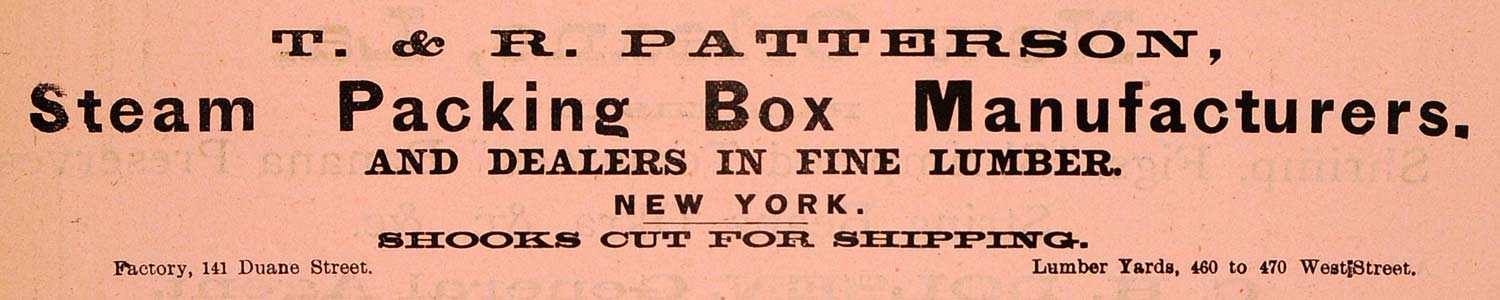 T. & R. PATTERSON,
Steam Packing Box Manufacturers.
AND DEALERS IN FINE LUMBER.
NEW YORK.
SHOOKS CUT FOR SHIPPING.
Factory, 141 Duane Street.
Lumber Yards, 460 to 470 West Street.